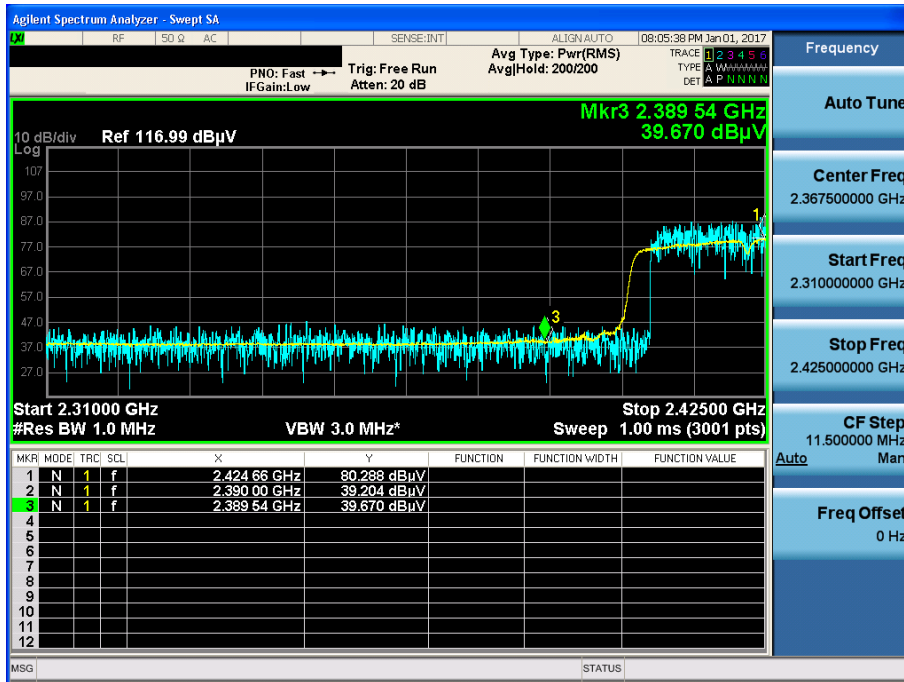 Agilent Spectrum Analyzer - Swept SA
LXI RF 50 Ω AC SENSE:INT ALIGN AUTO 08:05:38 PM Jan 01, 2017
PNO: Fast
IFGain:Low
Trig: Free Run
Atten: 20 dB
Avg Type: Pwr(RMS)
Avg|Hold: 200/200
TRACE 1 2 3 4 5 6
TYPE A WWWWW
DET A P N N N N
Mkr3 2.389 54 GHz
39.670 dBµV
10 dB/div Ref 116.99 dBµV
Log
107
97.0
87.0
77.0
67.0
57.0
47.0
37.0
27.0
1
3
Start 2.31000 GHz Stop 2.42500 GHz
#Res BW 1.0 MHz VBW 3.0 MHz* Sweep 1.00 ms (3001 pts)
MKR MODE TRC SCL X Y FUNCTION FUNCTION WIDTH FUNCTION VALUE
1 N 1 f 2.424 66 GHz 80.288 dBµV
2 N 1 f 2.390 00 GHz 39.204 dBµV
3 N 1 f 2.389 54 GHz 39.670 dBµV
4
5
6
7
8
9
10
11
12
MSG STATUS
Frequency
Auto Tune
Center Freq
2.367500000 GHz
Start Freq
2.310000000 GHz
Stop Freq
2.425000000 GHz
CF Step
11.500000 MHz
Auto Man
Freq Offset
0 Hz